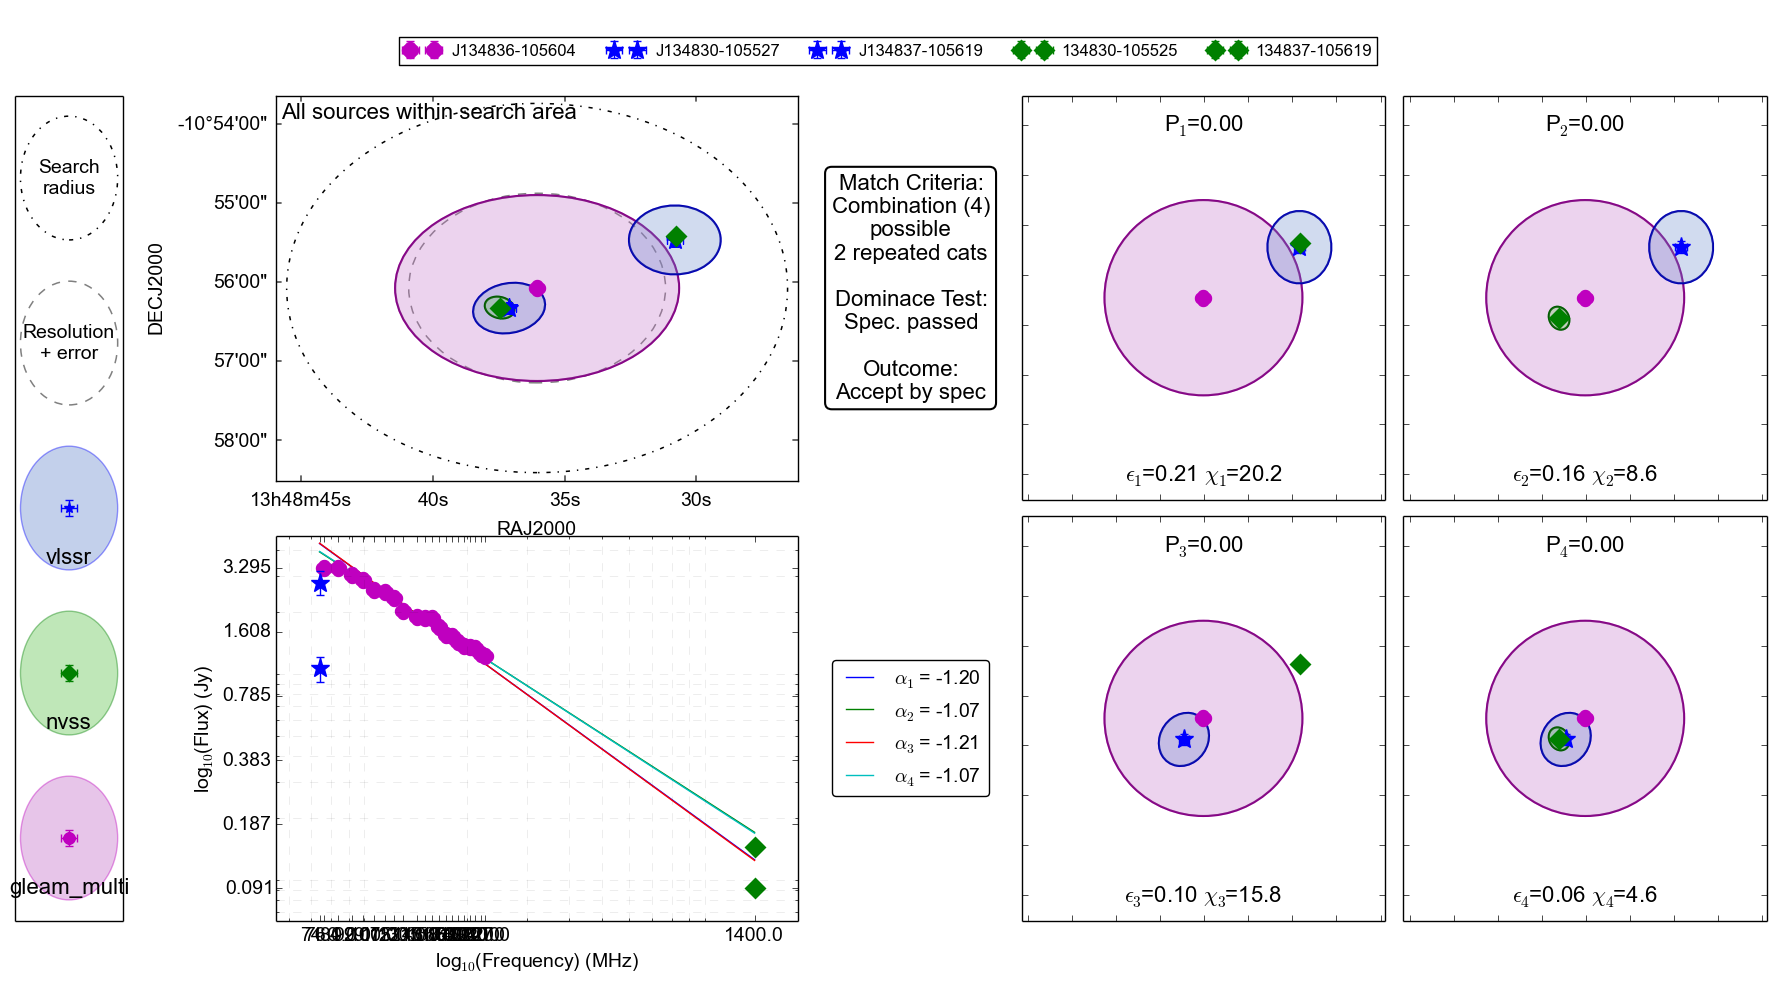 J134836-105604
J134830-105527
J134837-105619
134830-105525
134837-105619
Search
radius
Resolution
+ error
vlssr
nvss
gleam_multi
All sources within search area
-10°54'00"
55'00"
56'00"
57'00"
58'00"
DECJ2000
13h48m45s
40s
35s
30s
RAJ2000
Match Criteria:
Combination (4)
possible
2 repeated cats
Dominace Test:
Spec. passed
Outcome:
Accept by spec
P1=0.00
ϵ1=0.21 χ1=20.2
P2=0.00
ϵ2=0.16 χ2=8.6
P3=0.00
ϵ3=0.10 χ3=15.8
P4=0.00
ϵ4=0.06 χ4=4.6
3.295
1.608
0.785
0.383
0.187
0.091
log10(Flux) (Jy)
1400.0
log10(Frequency) (MHz)
α1 = -1.20
α2 = -1.07
α3 = -1.21
α4 = -1.07